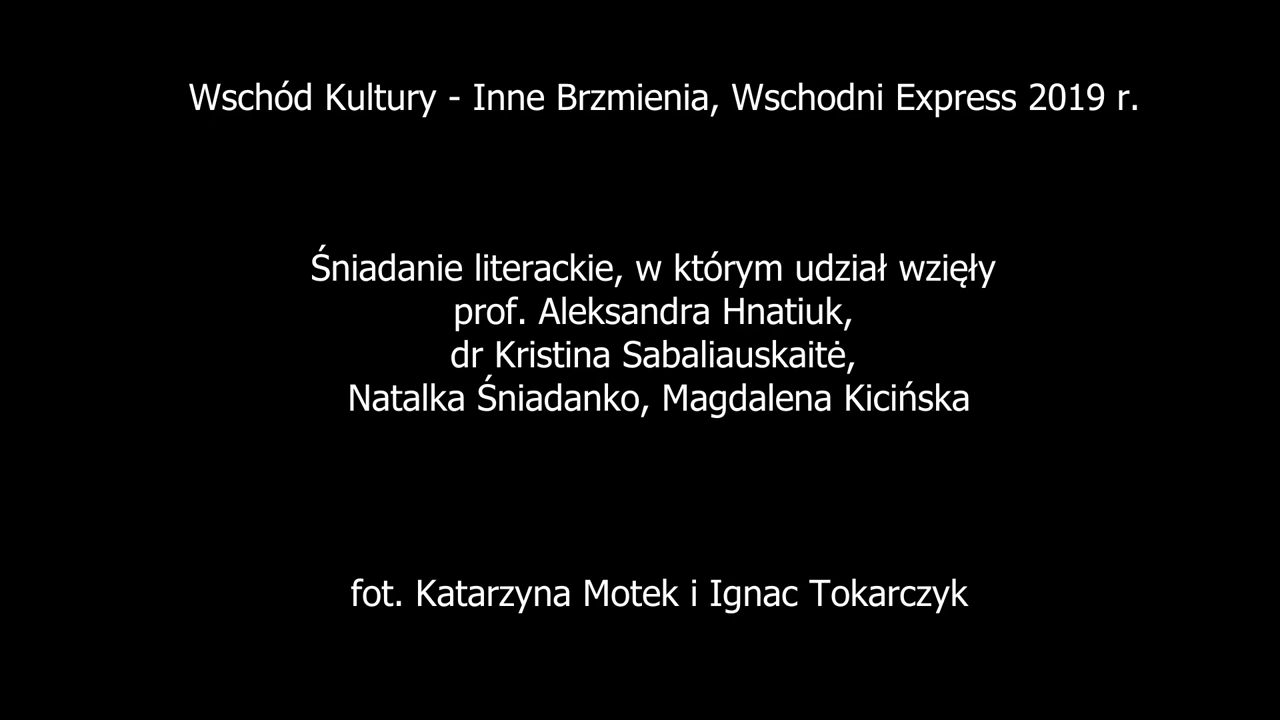 Wschód Kultury - Inne Brzmienia, Wschodni Express 2019 r.
Śniadanie literackie, w którym udział wzięły
prof. Aleksandra Hnatiuk,
dr Kristina Sabaliauskaitė,
Natalka Śniadanko, Magdalena Kicińska
fot. Katarzyna Motek i Ignac Tokarczyk